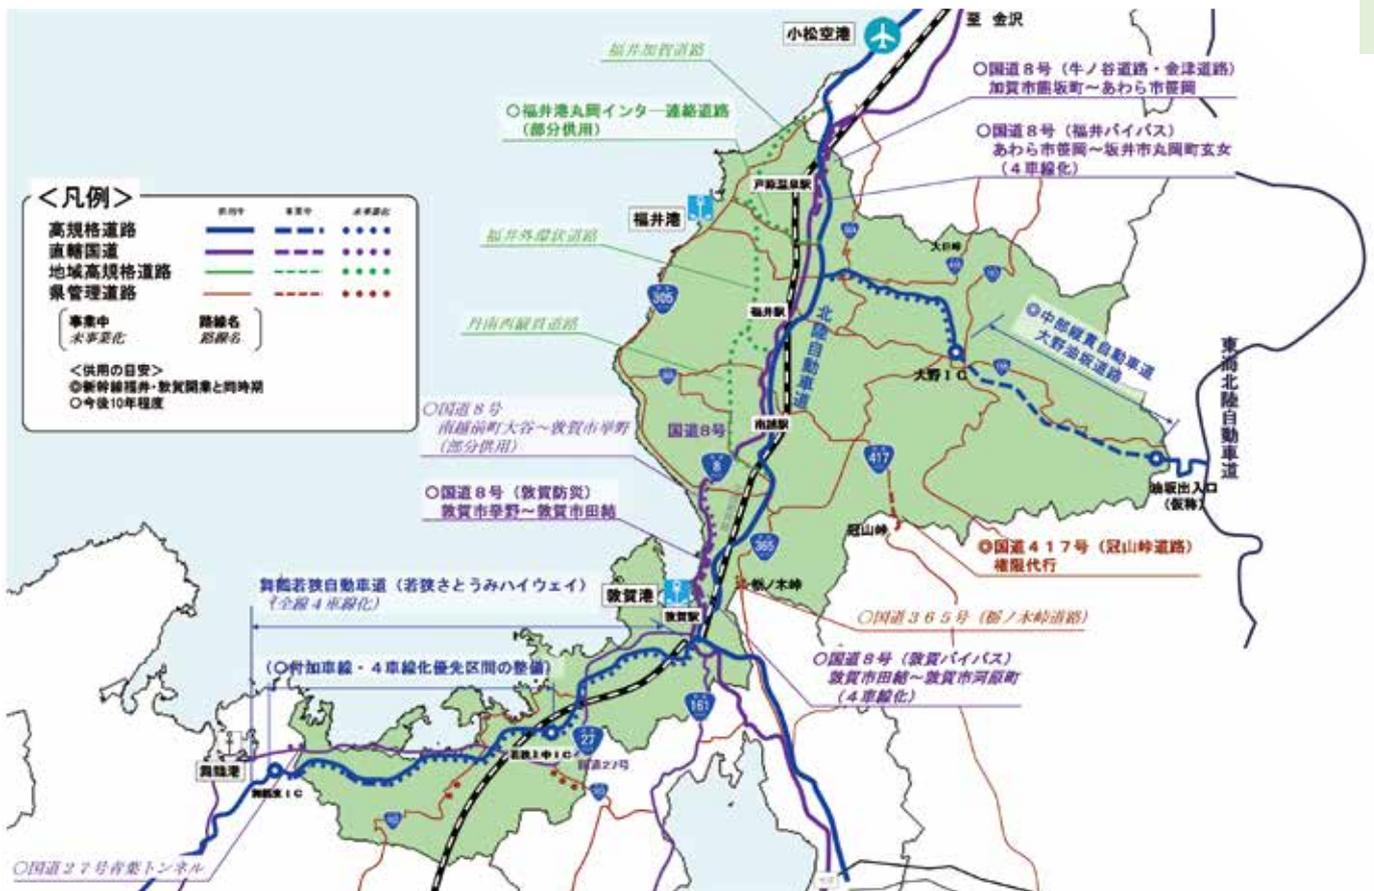 至 金沢
小松空港
福井加賀道路
○国道8号（牛ノ谷道路・金津道路）
加賀市熊坂町～あわら市笹岡
○福井港丸岡インター連絡道路
（部分供用）
○国道8号（福井バイパス）
あわら市笹岡～坂井市丸岡町玄女
（4車線化）
＜凡例＞
供用中
事業中
未事業化
高規格道路
直轄国道
地域高規格道路
県管理道路
事業中
路線名
未事業化
路線名
＜供用の目安＞
◎新幹線福井・敦賀開業と同時期
○今後10年程度
芦原温泉駅
福井港
福井外環状道路
305
福井駅
丹南西縦貫道路
北陸自動車道
大野IC
◎中部縦貫自動車道
大野油坂道路
東海北陸自動車道
○国道8号
南越前町大谷～敦賀市挙野
（部分供用）
国道8号
南越駅
8
417
油坂出入口
（仮称）
○国道8号（敦賀防災）
敦賀市挙野～敦賀市田結
冠山峠
◎国道417号（冠山峠道路）
権限代行
365
栃ノ木峠
舞鶴若狭自動車道（若狭さとうみハイウェイ）
（全線4車線化）
敦賀港
敦賀駅
○国道365号（栃ノ木峠道路）
○国道8号（敦賀バイパス）
敦賀市田結～敦賀市河原町
（4車線化）
（○付加車線・4車線化優先区間の整備）
161
27
国道27号
若狭上中IC
舞鶴港
舞鶴東IC
○国道27号青葉トンネル